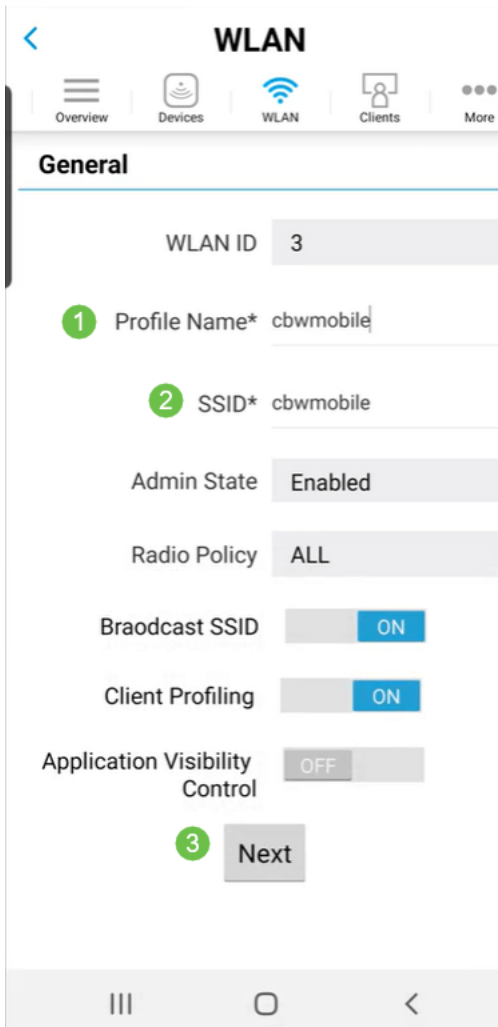 WLAN
Overview Devices WLAN Clients More
General
WLAN ID 3
1 Profile Name* cbwmobile
2 SSID* cbwmobile
Admin State Enabled
Radio Policy ALL
Braodcast SSID ON
Client Profiling ON
Application Visibility
Control OFF
3 Next